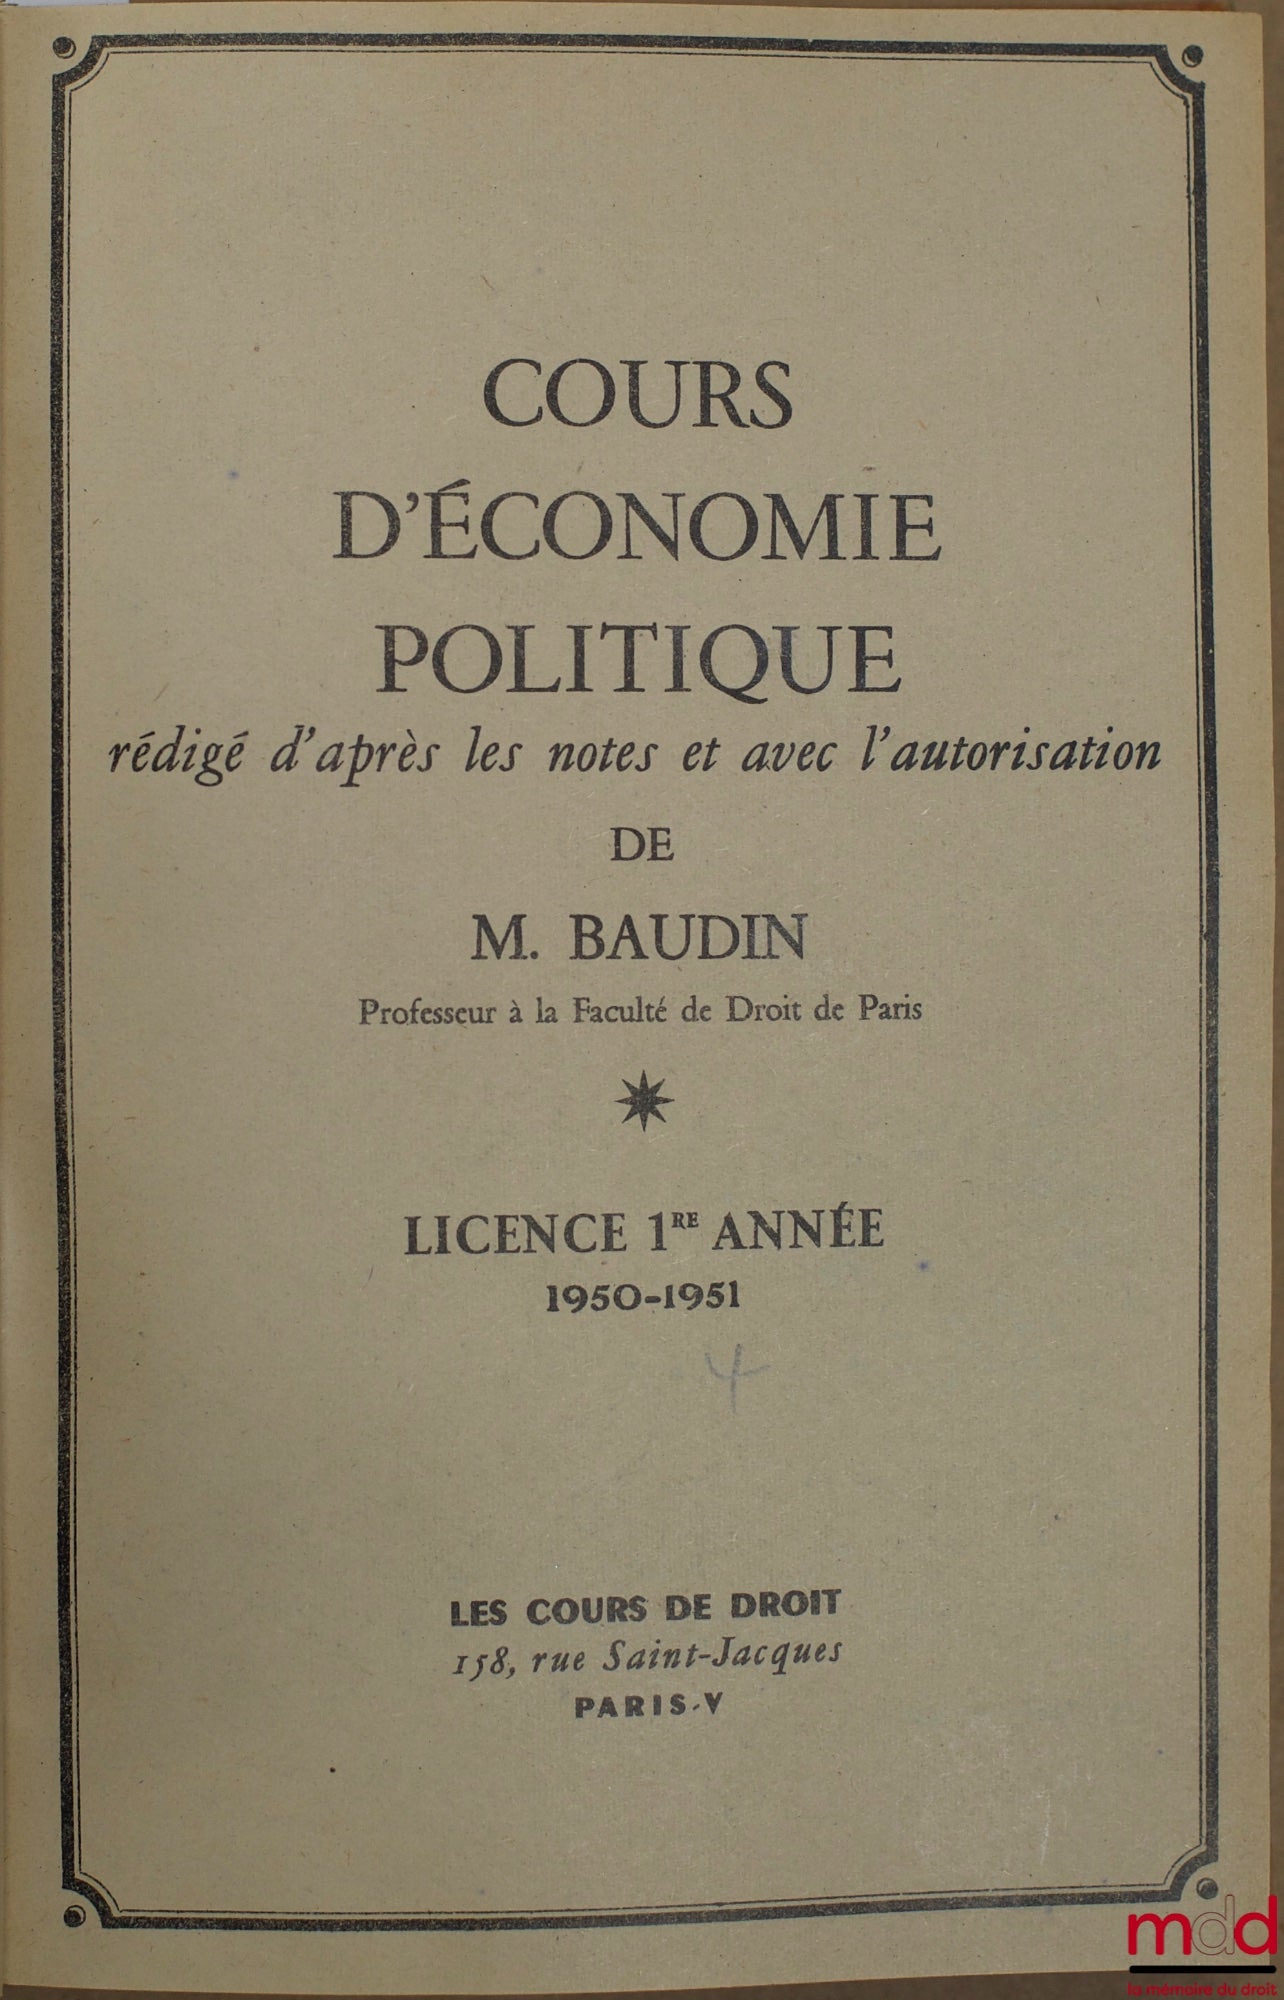 COURS
D'ÉCONOMIE
POLITIQUE
rédigé d'après les notes et avec l'autorisation
DE
M. BAUDIN
Professeur à la Faculté de Droit de Paris
LICENCE 1RE ANNÉE
1950-1951
4
LES COURS DE DROIT
158, rue Saint-Jacques
PARIS-V
mdd
la mémoire du droit